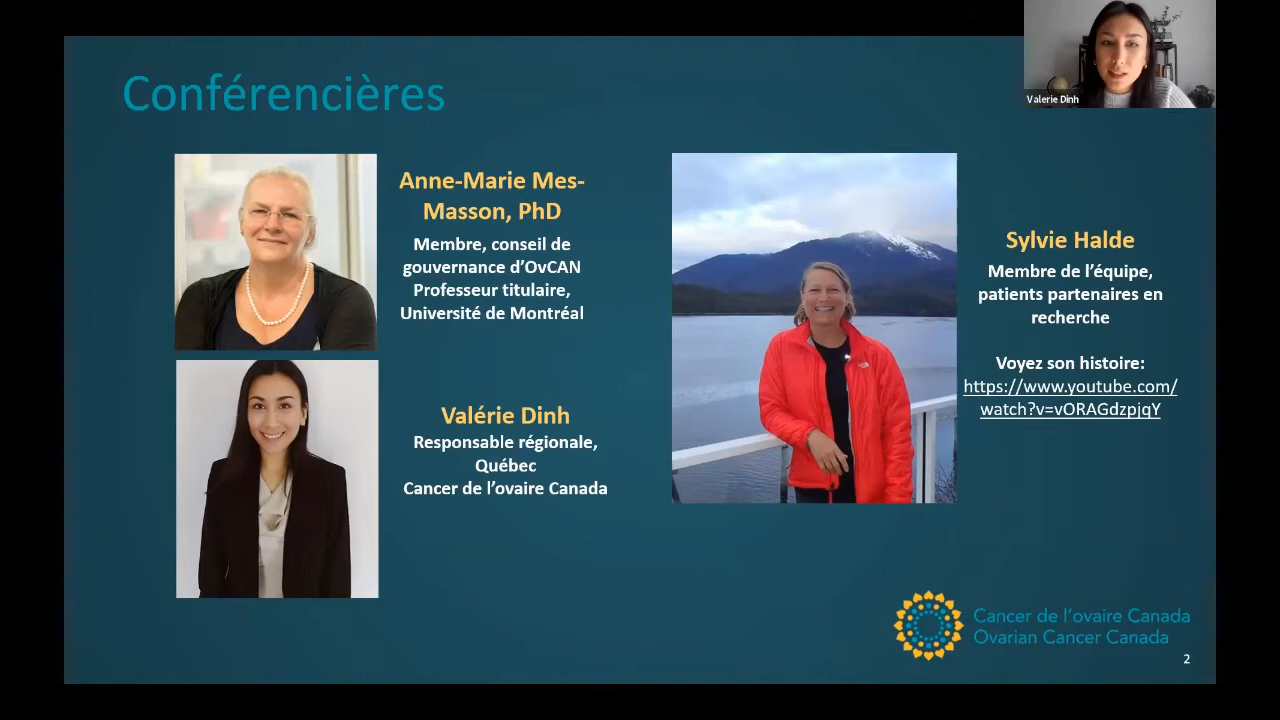 Conférencières
Valerie Dinh
Anne-Marie Mes-
Masson, PhD
Membre, conseil de
gouvernance d’OvCAN
Professeur titulaire,
Université de Montréal
Valérie Dinh
Responsable régionale,
Québec
Cancer de l’ovaire Canada
Sylvie Halde
Membre de l’équipe,
patients partenaires en
recherche
Voyez son histoire:
https://www.youtube.com/
watch?v=vORAGdzpjqY
Cancer de l’ovaire Canada
Ovarian Cancer Canada
2